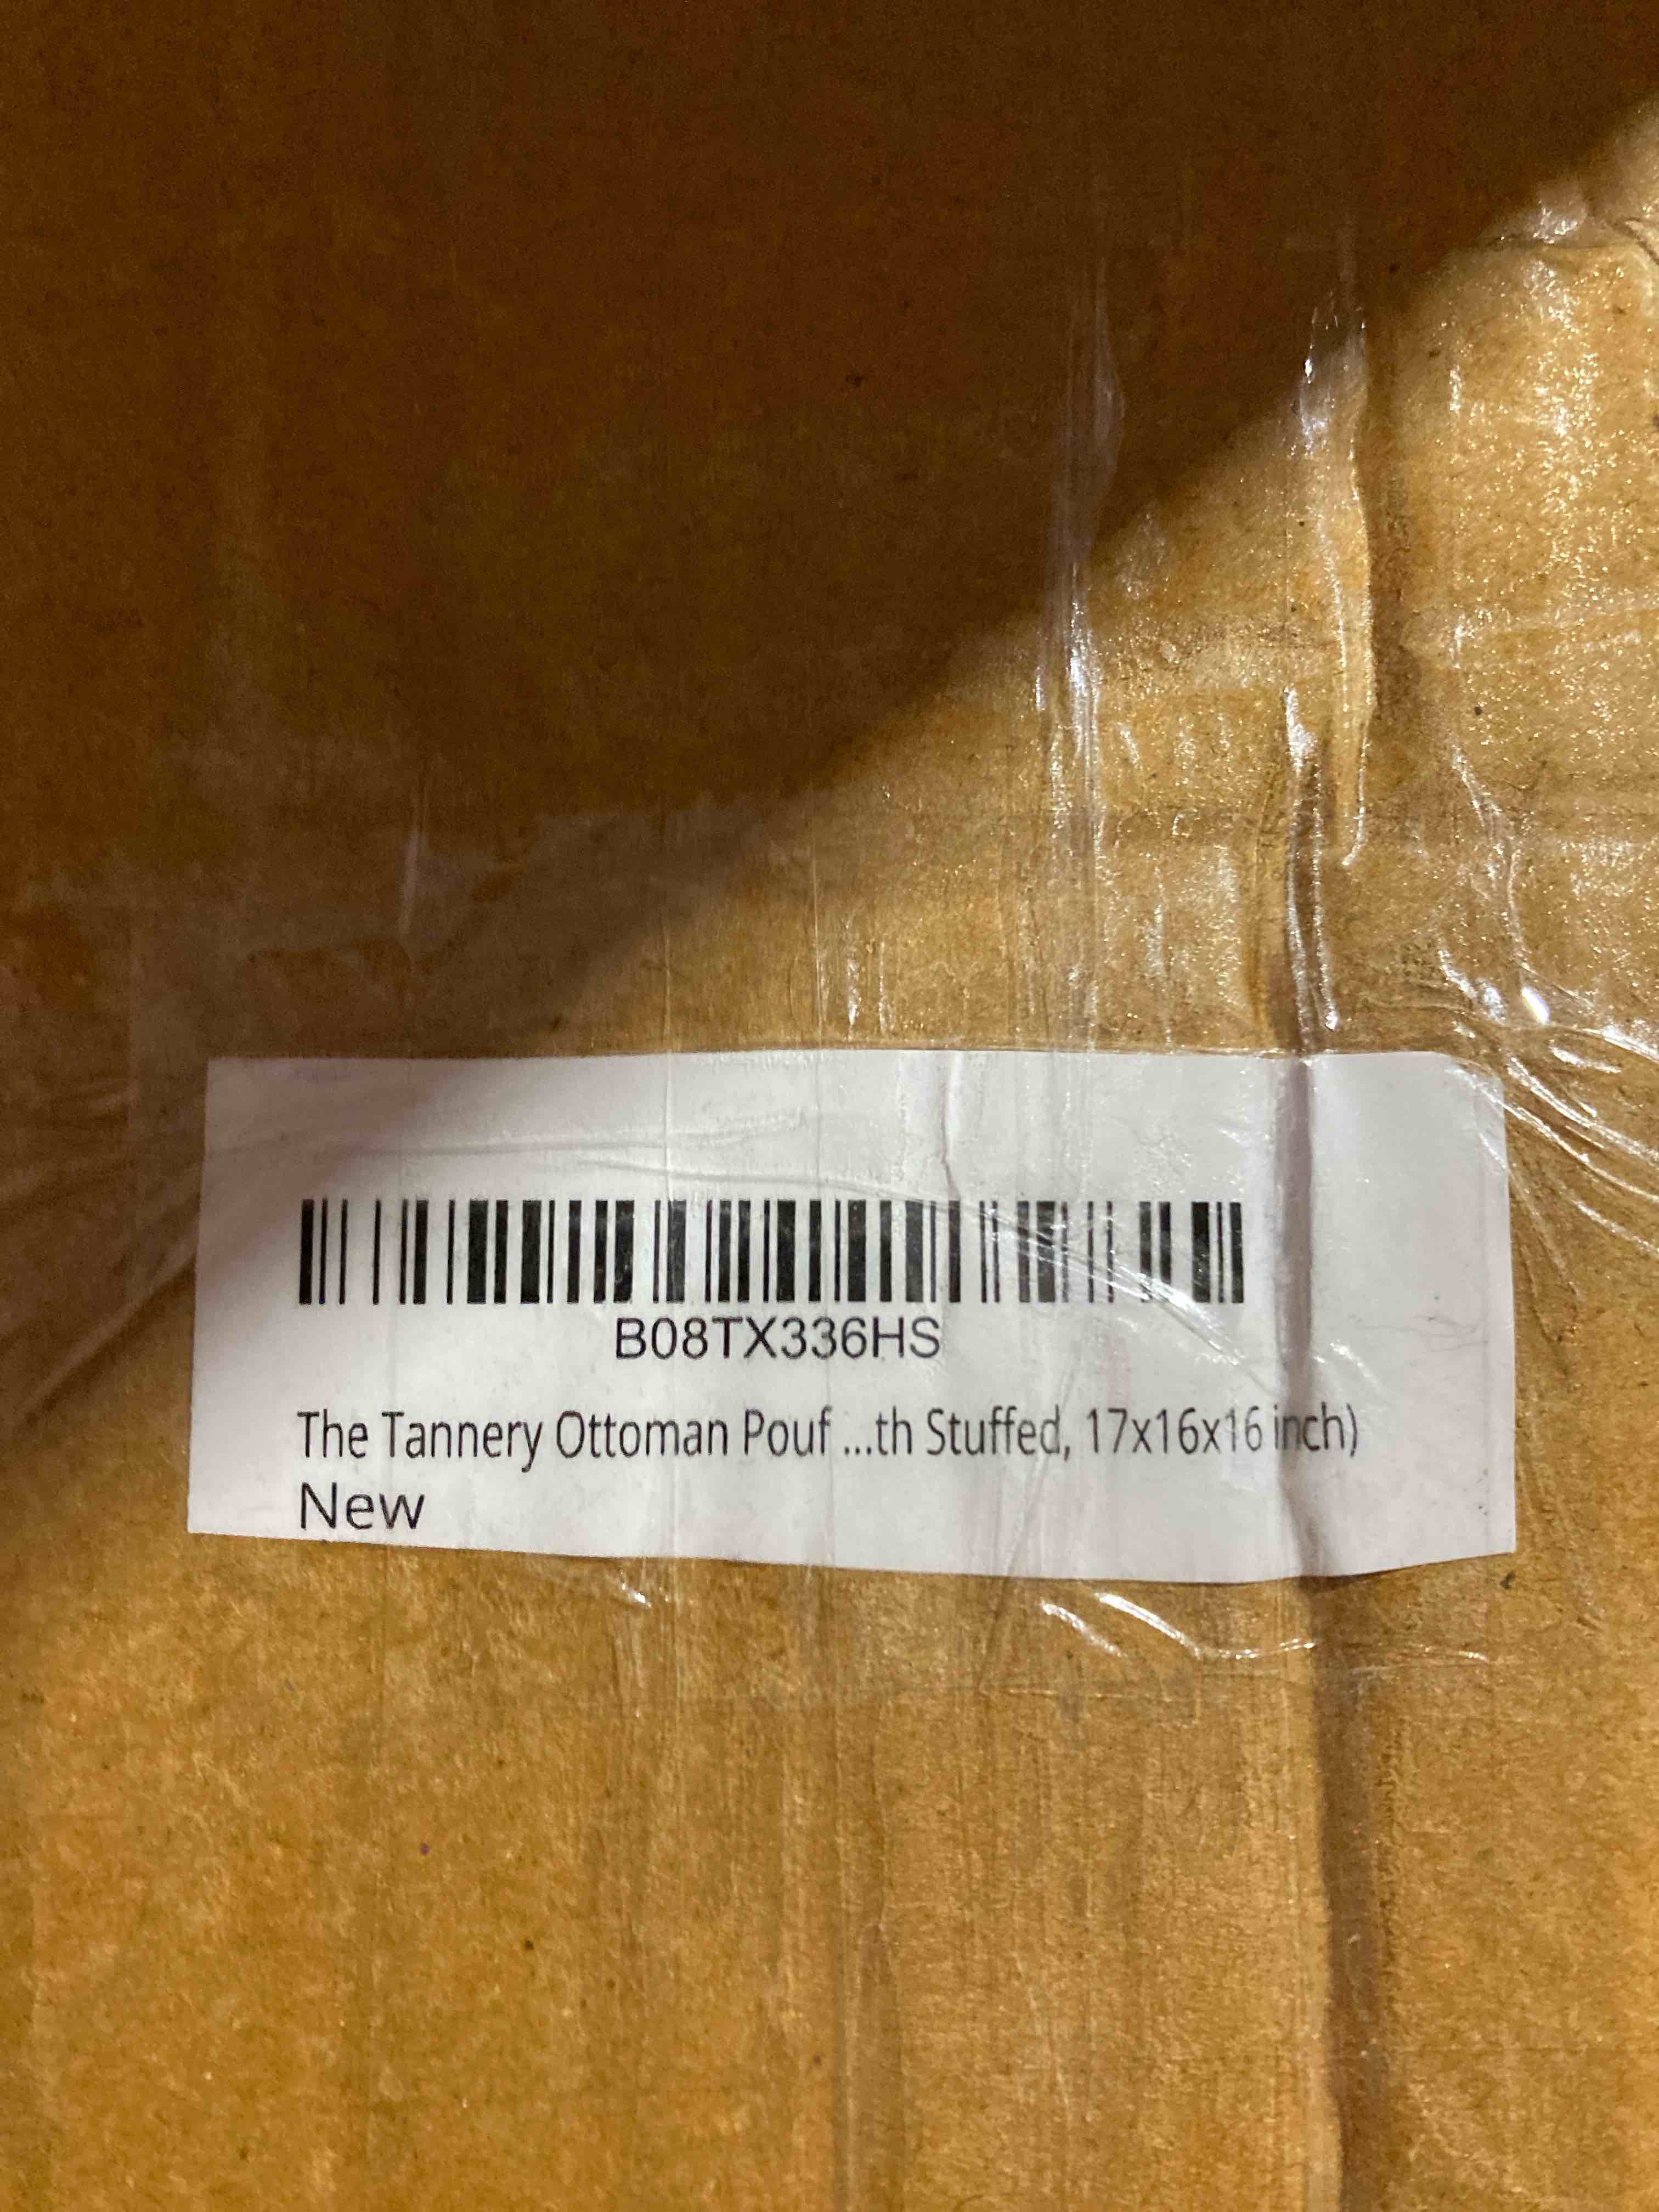 B08TX336HS
The Tannery Ottoman Pouf ...th Stuffed, 17x16x16 inch)
New